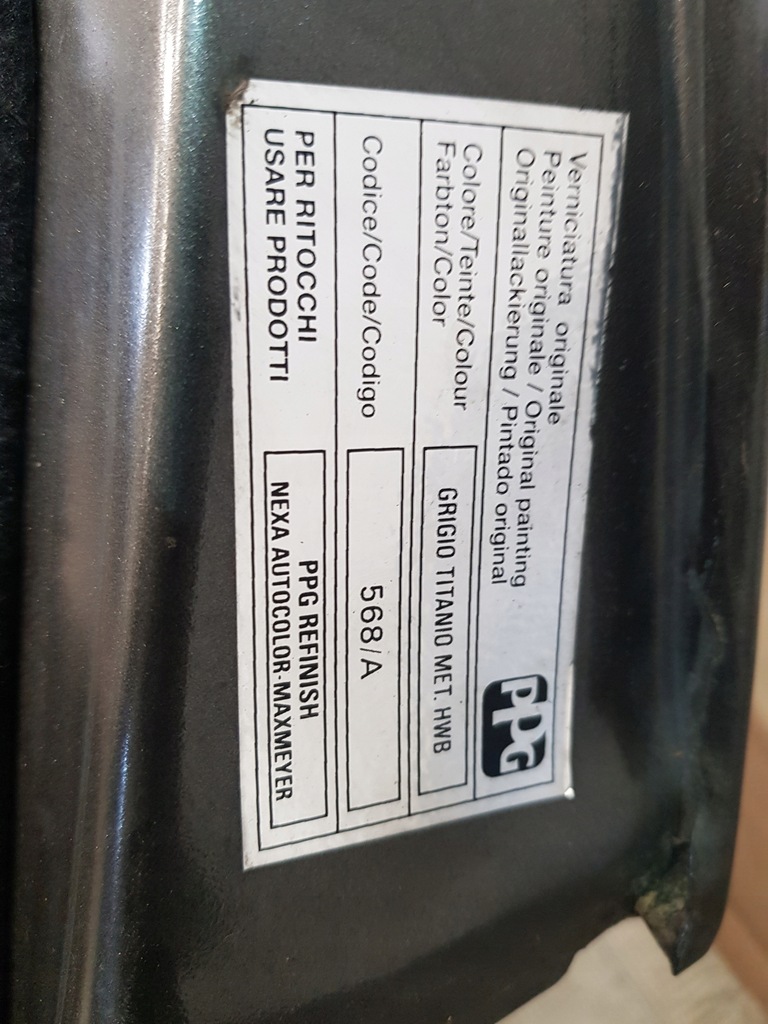 Verniciatura originale
Peinture originale / Original painting
Originallackierung / Pintado original
PPG
Colore/Teinte/Colour
Farbton/Color
GRIGIO TITANIO MET. HWB
Codice/Code/Codigo
568/A
PER RITOCCHI
USARE PRODOTTI
PPG REFINISH
NEXA AUTOCOLOR-MAXMEYER